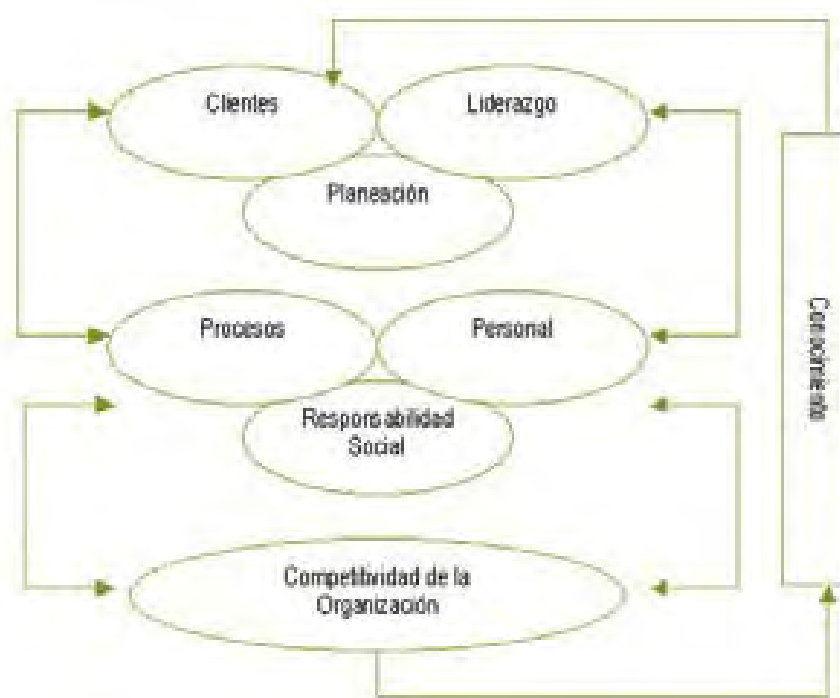 Clientes
Liderazgo
Planeación
Procesos
Personal
Responsabilidad
Social
Conocimiento
Competitividad de la
Organización